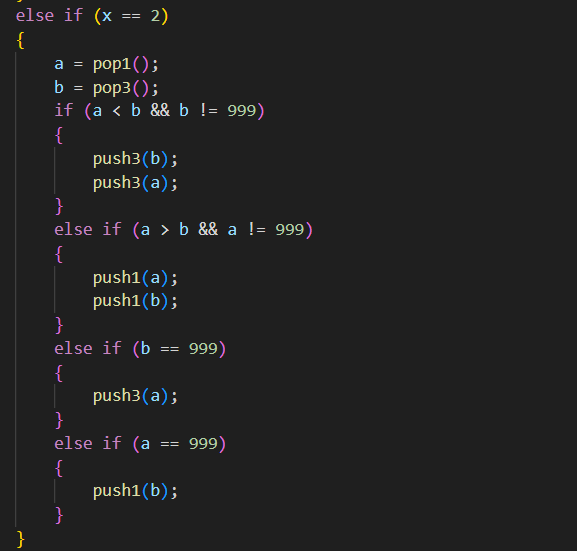 else if (x == 2)
{
    a = pop1();
    b = pop3();
    if (a < b && b != 999)
    {
        push3(b);
        push3(a);
    }
    else if (a > b && a != 999)
    {
        push1(a);
        push1(b);
    }
    else if (b == 999)
    {
        push3(a);
    }
    else if (a == 999)
    {
        push1(b);
    }
}